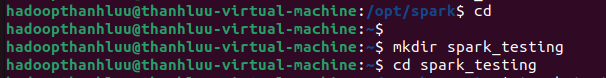 hadoopthanhluu@thanhluu-virtual-machine:/opt/spark$ cd
hadoopthanhluu@thanhluu-virtual-machine:~$
hadoopthanhluu@thanhluu-virtual-machine:~$ mkdir spark_testing
hadoopthanhluu@thanhluu-virtual-machine:~$ cd spark_testing